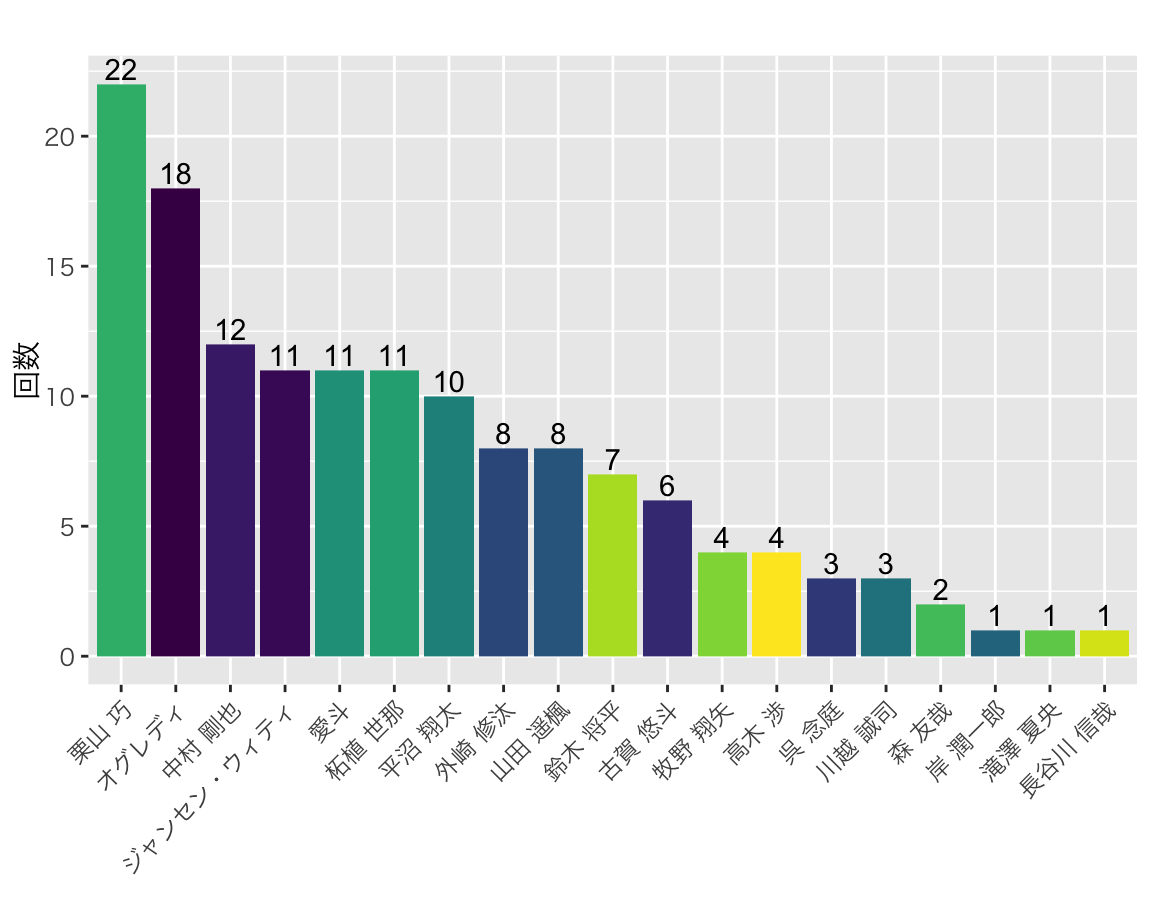 22
18
12
11
11
11
10
8
8
7
6
4
4
3
3
2
1
1
1
20
15
10
5
0
回数
栗山 巧
オグレディ
中村 剛也
ジャンセン・ウィティ
愛斗
柘植 世那
平沼 翔太
外崎 修汰
山田 遥楓
鈴木 将平
古賀 悠斗
牧野 翔矢
高木 渉
呉 念庭
川越 誠司
森 友哉
岸 潤一郎
滝澤 夏央
長谷川 信哉